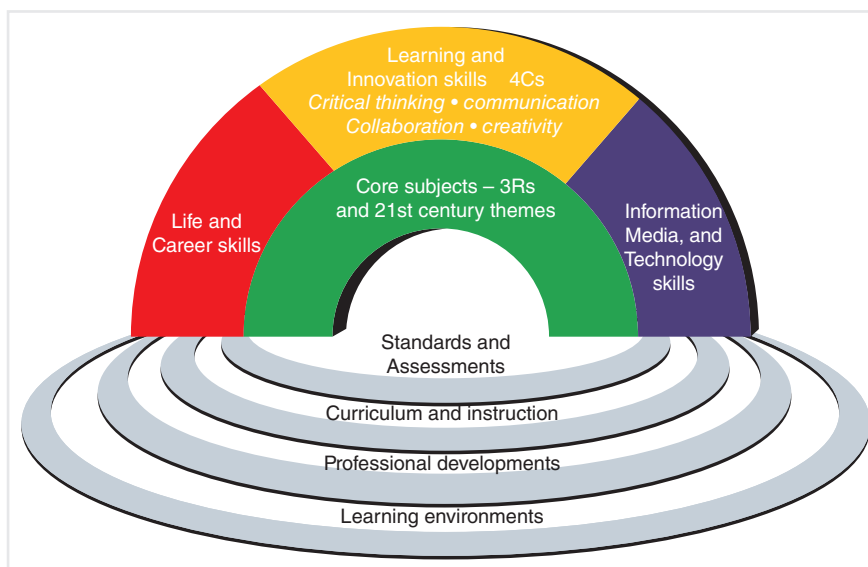 Learning and
Innovation skills 4Cs
Critical thinking • communication
Collaboration • creativity
Core subjects – 3Rs
and 21st century themes
Life and
Career skills
Information
Media, and
Technology
skills
Standards and
Assessments
Curriculum and instruction
Professional developments
Learning environments